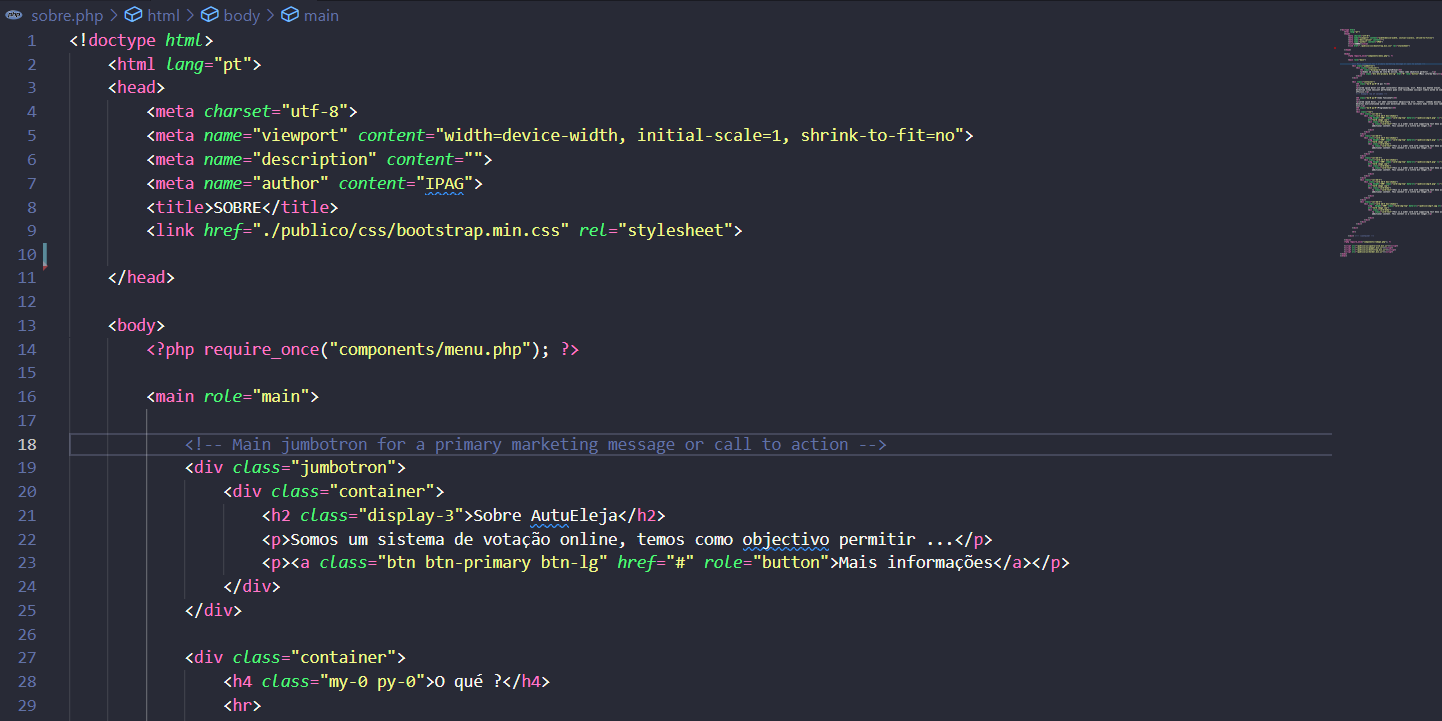 sobre.php > html > body > main
1 <!doctype html>
2 <html lang="pt">
3 <head>
4 <meta charset="utf-8">
5 <meta name="viewport" content="width=device-width, initial-scale=1, shrink-to-fit=no">
6 <meta name="description" content="">
7 <meta name="author" content="IPAG">
8 <title>SOBRE</title>
9 <link href="./publico/css/bootstrap.min.css" rel="stylesheet">
10
11 </head>
12
13 <body>
14 <?php require_once("components/menu.php"); ?>
15
16 <main role="main">
17
18 <!-- Main jumbotron for a primary marketing message or call to action -->
19 <div class="jumbotron">
20 <div class="container">
21 <h2 class="display-3">Sobre AutuEleja</h2>
22 <p>Somos um sistema de votação online, temos como objectivo permitir ...</p>
23 <p><a class="btn btn-primary btn-lg" href="#" role="button">Mais informações</a></p>
24 </div>
25 </div>
26
27 <div class="container">
28 <h4 class="my-0 py-0">O qué ?</h4>
29 <hr>